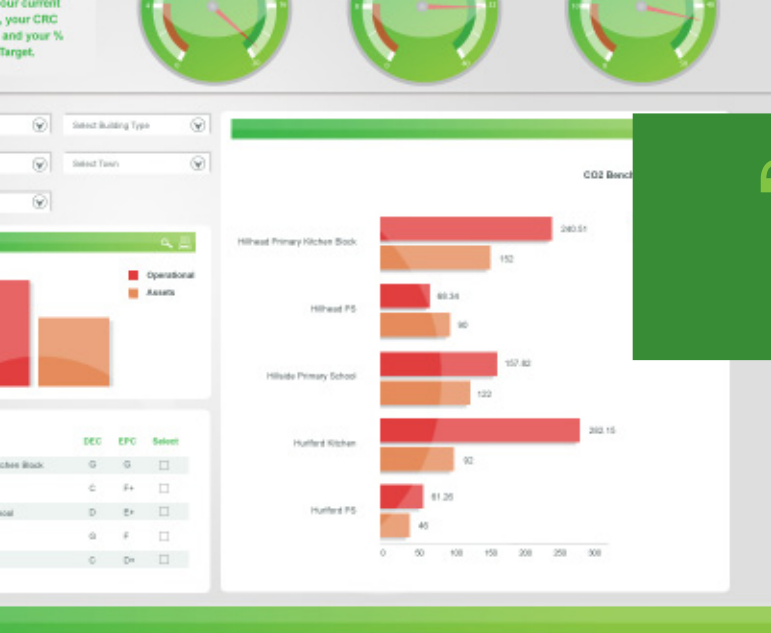 our current
, your CRC
and your %
Target.
Select Building Type
Select Town
CO2 Bench
Operational
Assets
Hillhead Primary Kitchen Block
240.51
152
Hillhead PS
68.34
90
Hillside Primary School
157.82
122
Hurlford Kitchen
282.15
92
Hurlford PS
61.26
46
0 50 100 150 200 250 300
DEC EPC Select
chen Block G G
C F+
ool D E+
G F
C D+